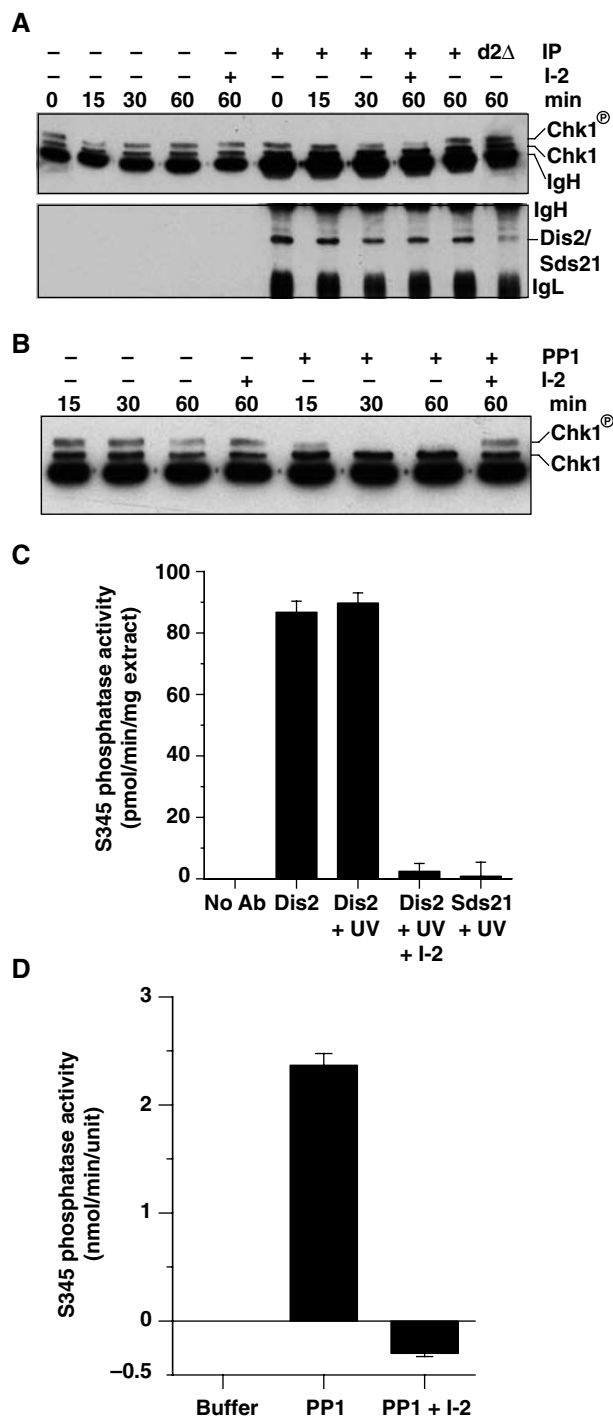 A
– – – – – + + + + + d2Δ IP
– – – – + – – – + – – I-2
0 15 30 60 60 0 15 30 60 60 60 min
Chk1Ⓟ
Chk1
IgH
IgH
Dis2/
Sds21
IgL
B
– – – – + + + + PP1
– – – + – – – + I-2
15 30 60 60 15 30 60 60 min
Chk1Ⓟ
Chk1
C
S345 phosphatase activity
(pmol/min/mg extract)
100
80
60
40
20
0
No Ab Dis2 Dis2 Dis2 Sds21
+ UV + UV + UV
+ I-2
D
S345 phosphatase activity
(nmol/min/unit)
3
2
1
0
–0.5
Buffer PP1 PP1 + I-2